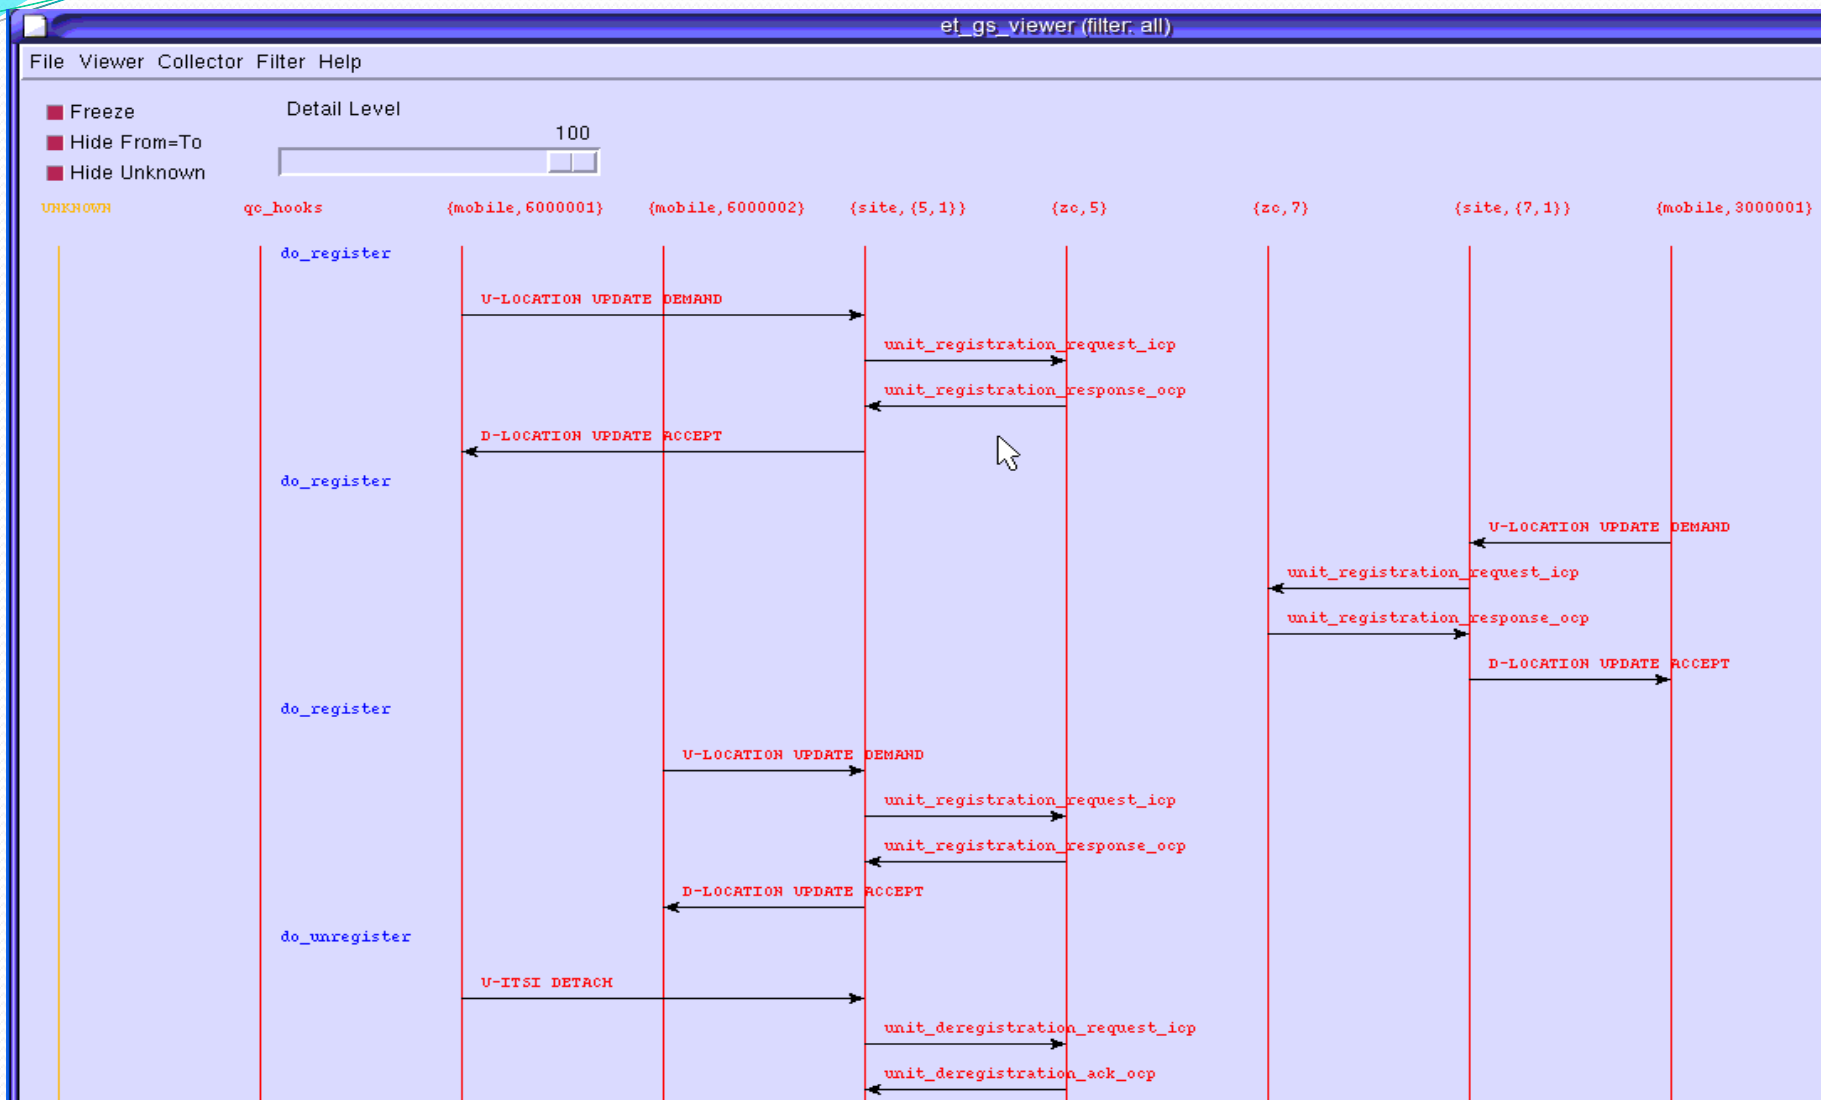 et_gs_viewer (filter: all)
File Viewer Collector Filter Help
Freeze
Detail Level
100
Hide From=To
Hide Unknown
UNKNOWN qc_hooks {mobile,6000001} {mobile,6000002} {site,{5,1}} {zc,5} {zc,7} {site,{7,1}} {mobile,3000001}
do_register
U-LOCATION UPDATE DEMAND
unit_registration_request_icp
unit_registration_response_ocp
D-LOCATION UPDATE ACCEPT
do_register
U-LOCATION UPDATE DEMAND
unit_registration_request_icp
unit_registration_response_ocp
D-LOCATION UPDATE ACCEPT
do_register
U-LOCATION UPDATE DEMAND
unit_registration_request_icp
unit_registration_response_ocp
D-LOCATION UPDATE ACCEPT
do_unregister
U-ITSI DETACH
unit_deregistration_request_icp
unit_deregistration_ack_ocp